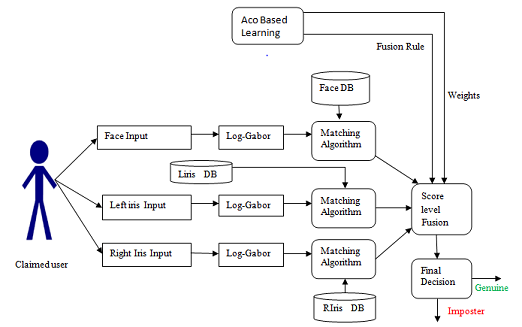 Aco Based
Learning
Fusion Rule
Weights
Face DB
Face Input
Log-Gabor
Matching
Algorithm
Liris DB
Left iris Input
Log-Gabor
Matching
Algorithm
Score
level
Fusion
Right Iris Input
Log-Gabor
Matching
Algorithm
Claimed user
Final
Decision
Genuine
RIris DB
Imposter